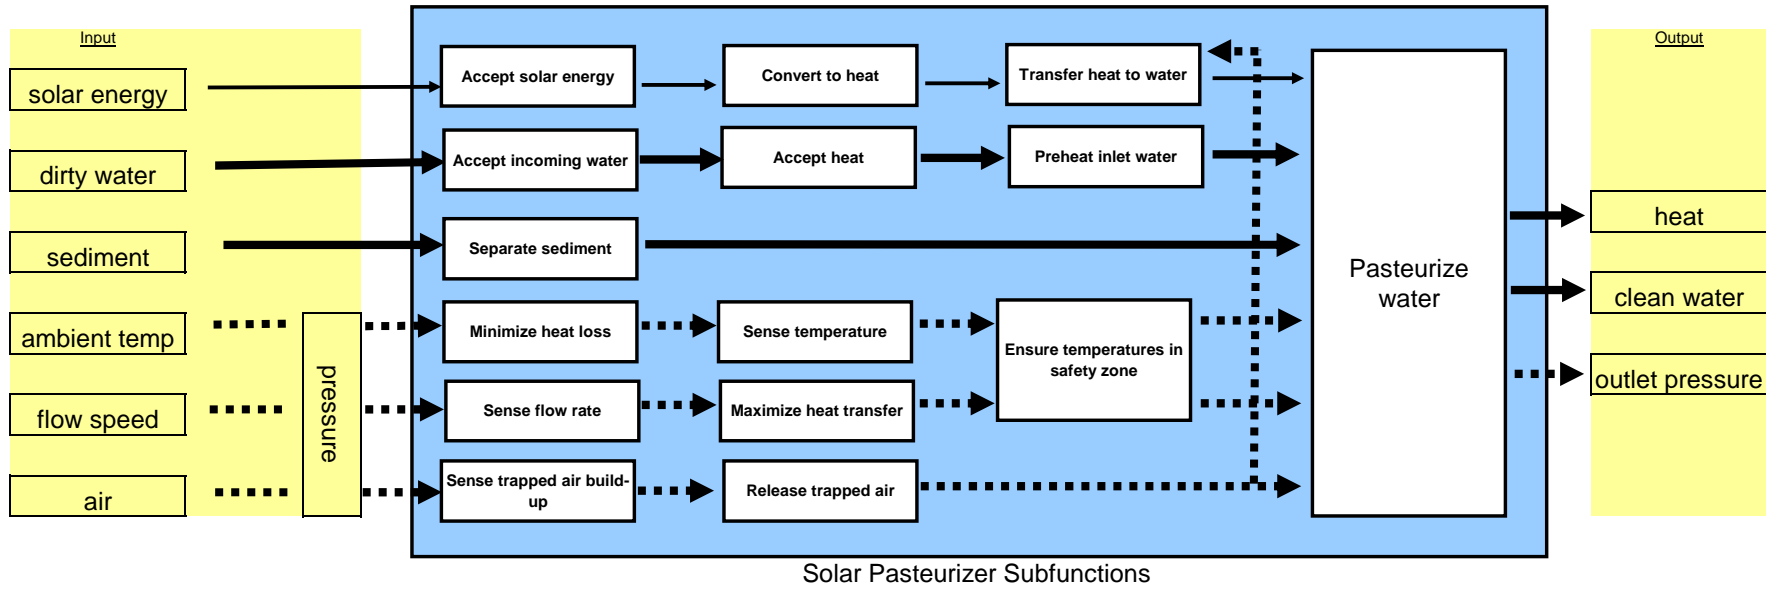 Input
Output
solar energy
Accept solar energy
Convert to heat
Transfer heat to water
dirty water
Accept incoming water
Accept heat
Preheat inlet water
heat
sediment
Separate sediment
Pasteurize
water
clean water
ambient temp
pressure
Minimize heat loss
Sense temperature
Ensure temperatures in
safety zone
outlet pressure
flow speed
Sense flow rate
Maximize heat transfer
air
Sense trapped air build-
up
Release trapped air
Solar Pasteurizer Subfunctions